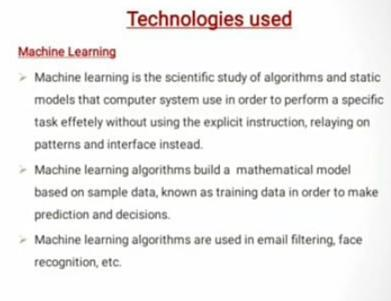 Technologies used
Machine Learning
➤ Machine learning is the scientific study of algorithms and static
models that computer system use in order to perform a specific
task effetely without using the explicit instruction, relaying on
patterns and interface instead.
➤ Machine learning algorithms build a mathematical model
based on sample data, known as training data in order to make
prediction and decisions.
➤ Machine learning algorithms are used in email filtering, face
recognition, etc.